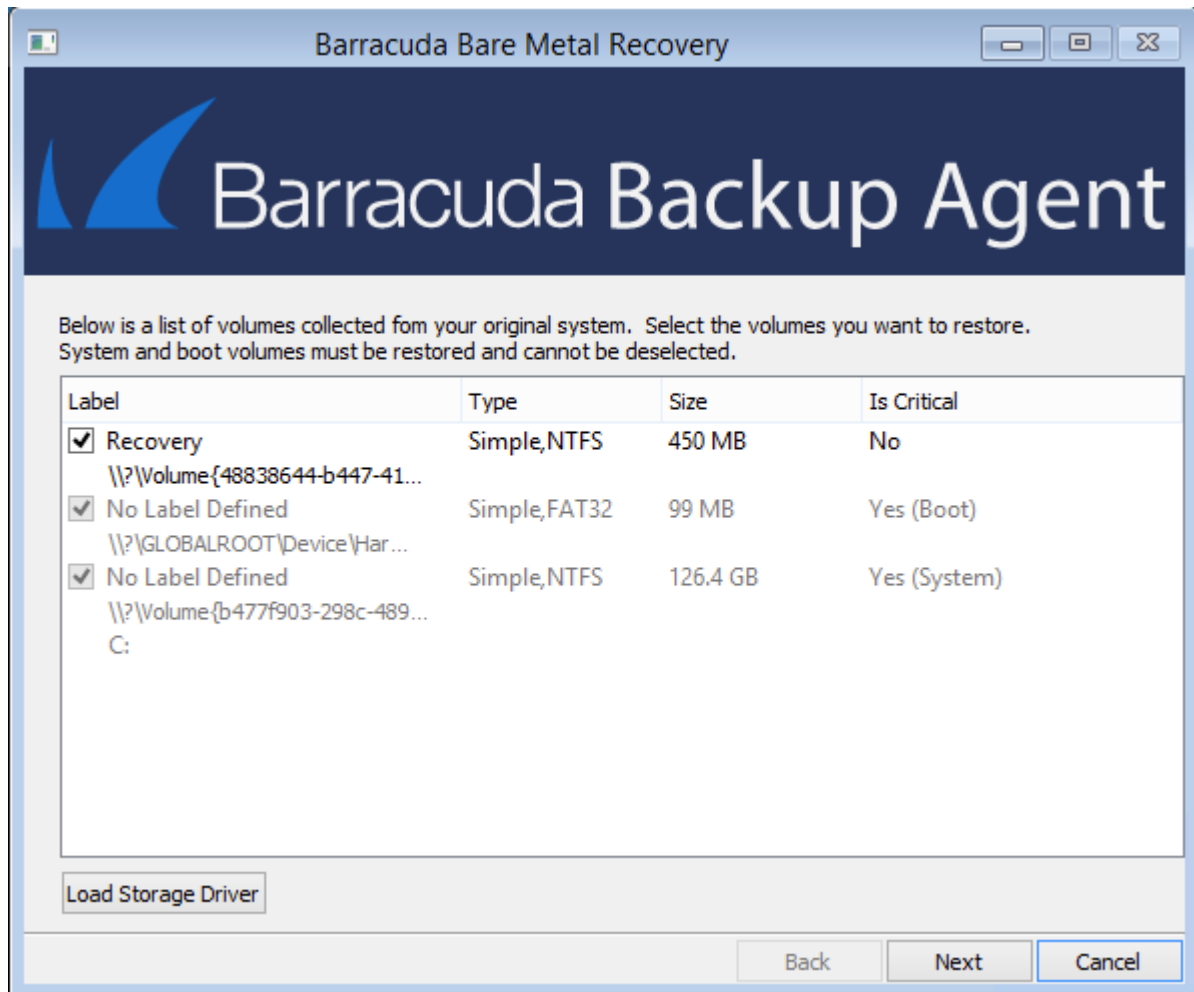 Barracuda Bare Metal Recovery
Barracuda Backup Agent
Below is a list of volumes collected fom your original system.  Select the volumes you want to restore.
System and boot volumes must be restored and cannot be deselected.
Label Type Size Is Critical
Recovery Simple,NTFS 450 MB No
\\?\Volume{48838644-b447-41...
No Label Defined Simple,FAT32 99 MB Yes (Boot)
\\?\GLOBALROOT\Device\Har...
No Label Defined Simple,NTFS 126.4 GB Yes (System)
\\?\Volume{b477f903-298c-489...
C:
Load Storage Driver
Back Next Cancel